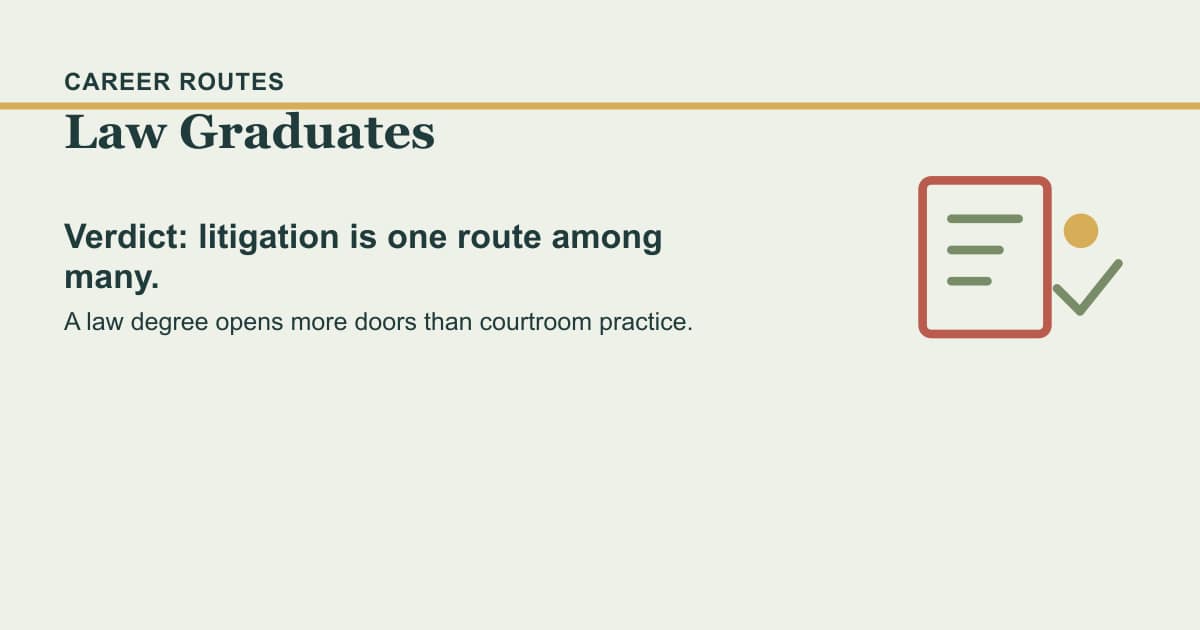 CAREER ROUTES
Law Graduates
Verdict: litigation is one route among
many.
A law degree opens more doors than courtroom practice.